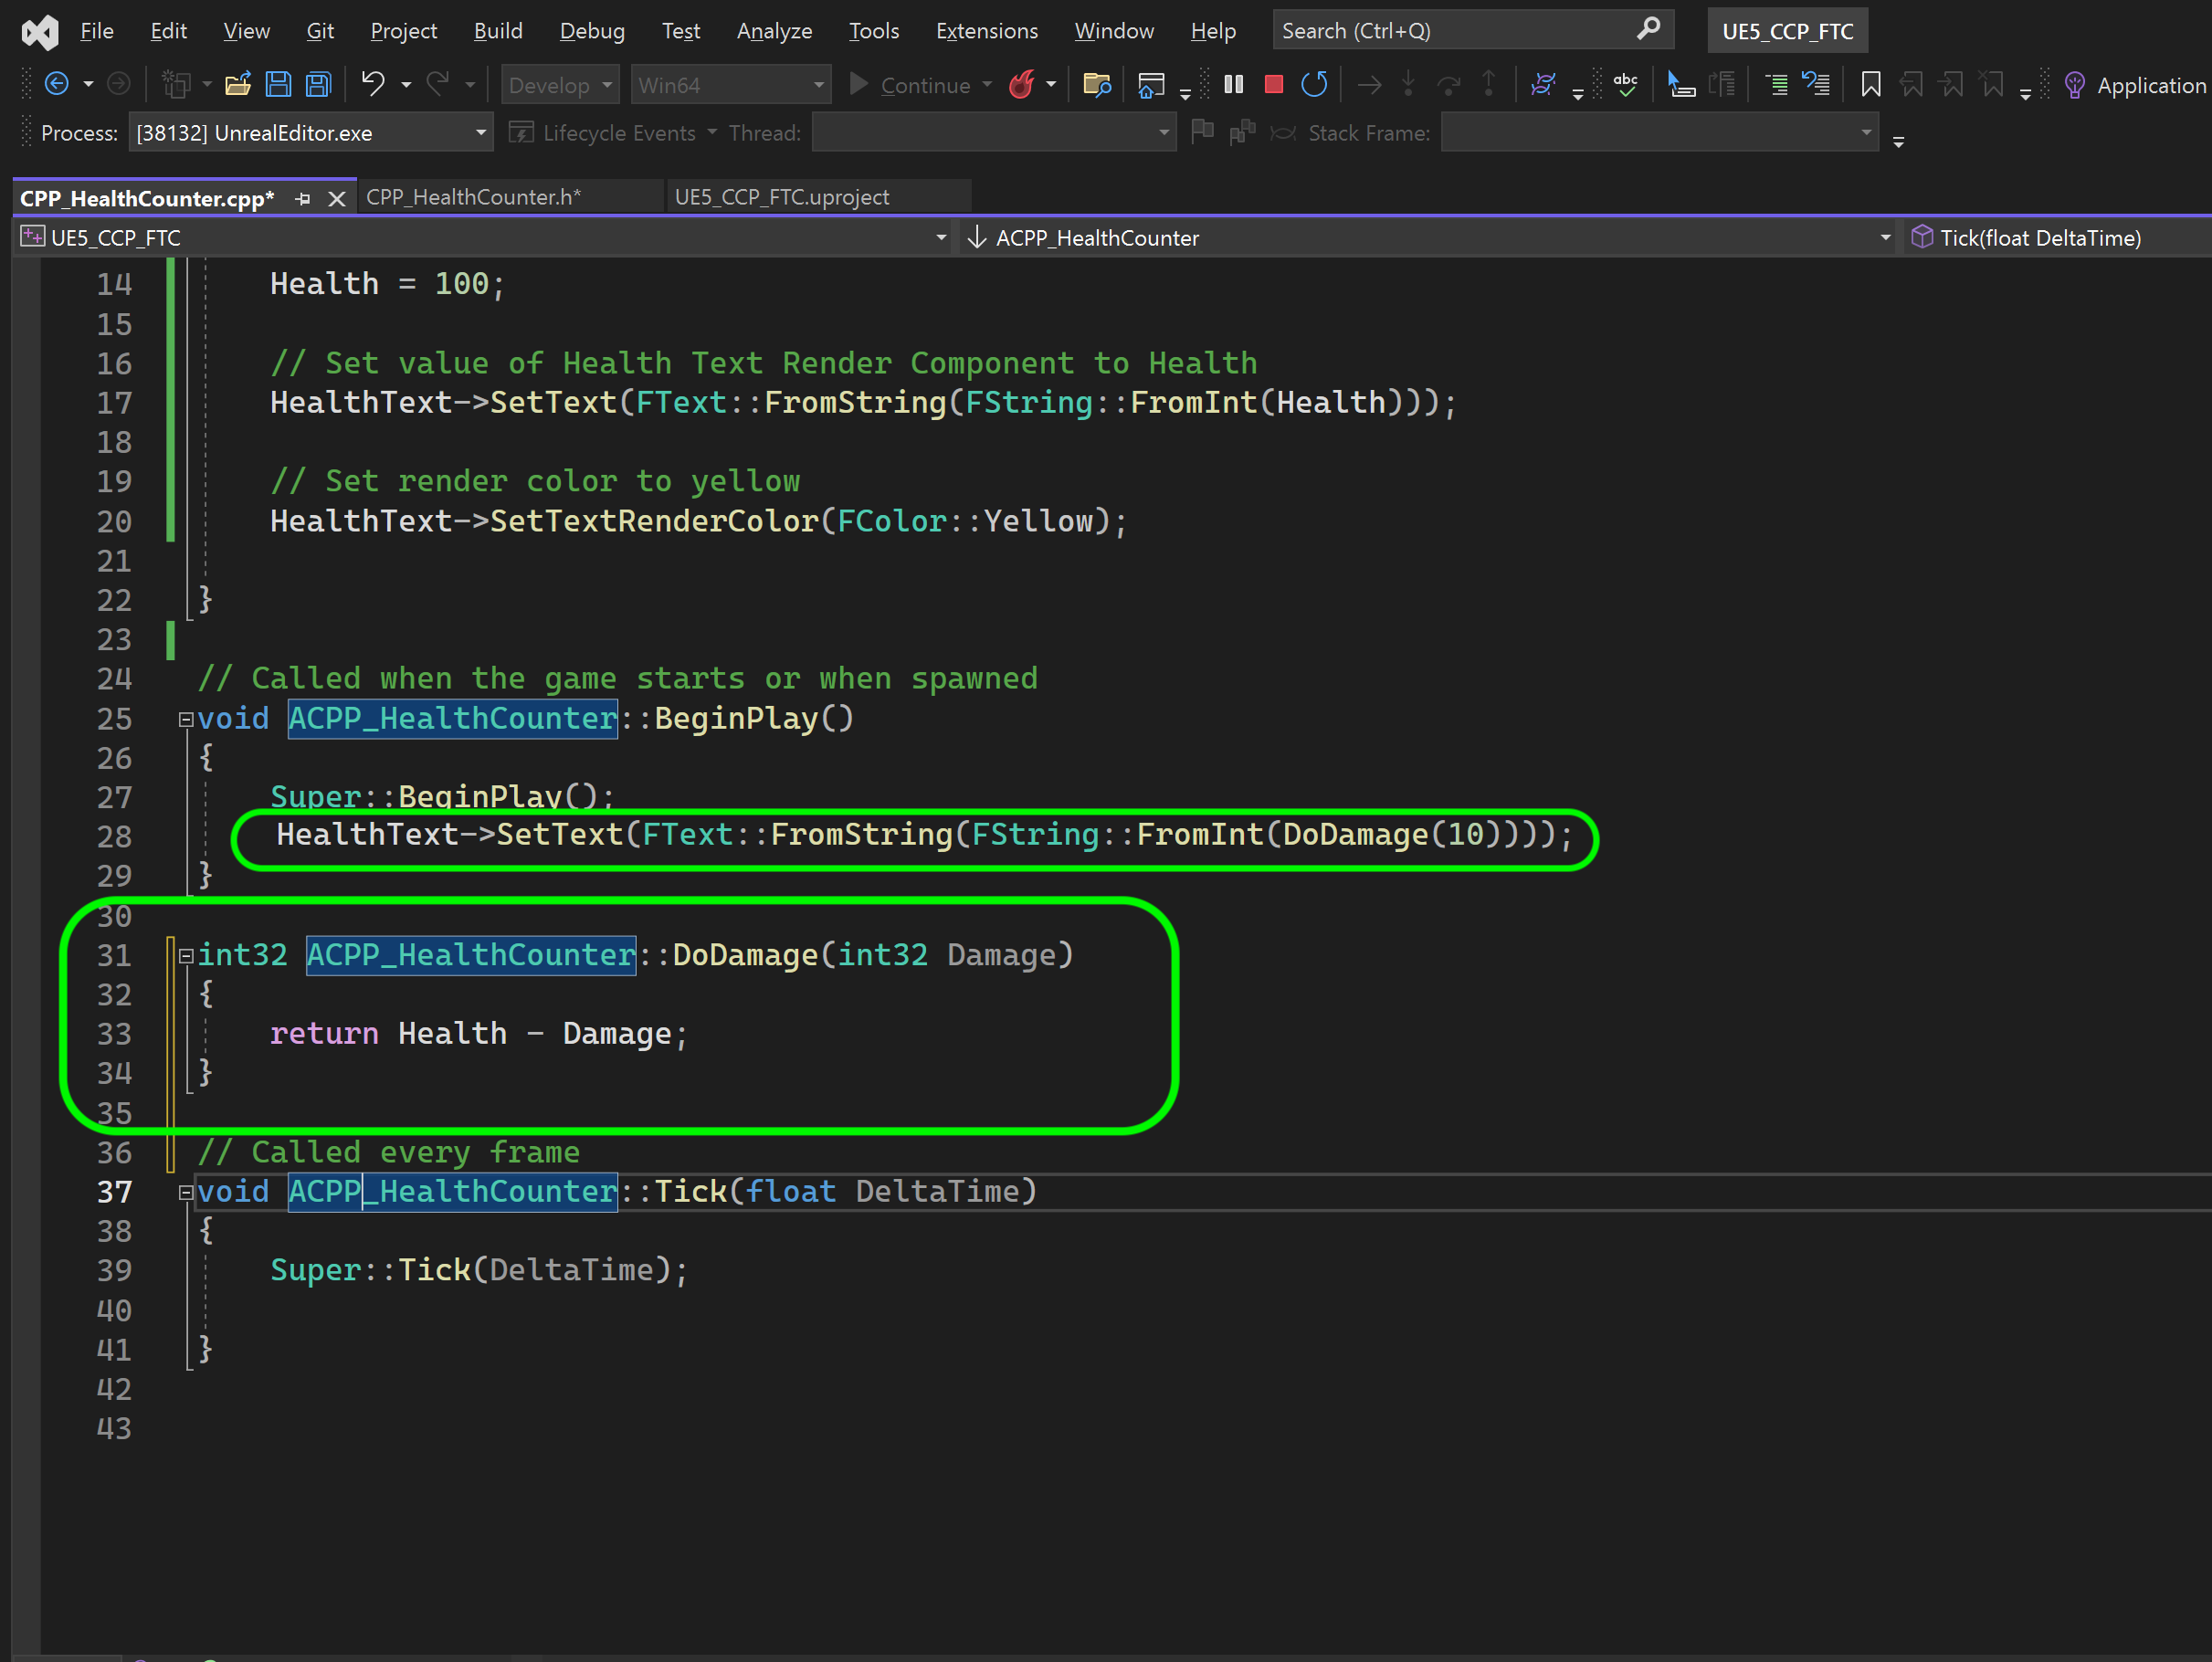 File Edit View Git Project Build Debug Test Analyze Tools Extensions Window Help Search (Ctrl+Q) UE5_CCP_FTC
Develop Win64 Continue abc Application
Process: [38132] UnrealEditor.exe Lifecycle Events Thread: Stack Frame:
CPP_HealthCounter.cpp* CPP_HealthCounter.h* UE5_CCP_FTC.uproject
UE5_CCP_FTC ACPP_HealthCounter Tick(float DeltaTime)
14 Health = 100;
15
16 // Set value of Health Text Render Component to Health
17 HealthText->SetText(FText::FromString(FString::FromInt(Health)));
18
19 // Set render color to yellow
20 HealthText->SetTextRenderColor(FColor::Yellow);
21
22 }
23
24 // Called when the game starts or when spawned
25 void ACPP_HealthCounter::BeginPlay()
26 {
27 Super::BeginPlay();
28 HealthText->SetText(FText::FromString(FString::FromInt(DoDamage(10))));
29 }
30
31 int32 ACPP_HealthCounter::DoDamage(int32 Damage)
32 {
33 return Health - Damage;
34 }
35
36 // Called every frame
37 void ACPP_HealthCounter::Tick(float DeltaTime)
38 {
39 Super::Tick(DeltaTime);
40
41 }
42
43